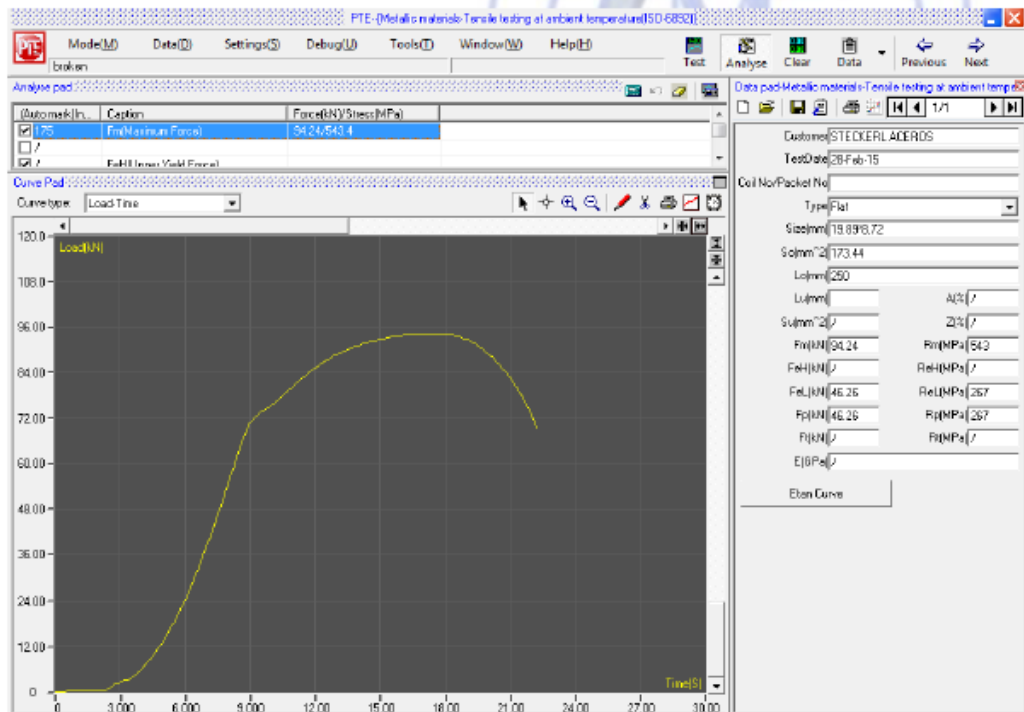 PTE-[Metallic materials-Tensile testing at ambient temperature(ISO-6892)]
PTE
Mode(M) Data(D) Settings(S) Debug(U) Tools(T) Window(W) Help(H)
broken
Test Analyse Clear Data Previous Next
Analyse pad
(Automark)In... Caption Force(kN)/Stress(MPa)
175 Fm(Maximum Force) 94.24/543.4
/
/ FeH(Upper Yield Force)
Curve Pad
Curve type: Load-Time
Load(kN)
120.0
108.0
96.00
84.00
72.00
60.00
48.00
36.00
24.00
12.00
0
Time(S)
0 3.000 6.000 9.000 12.00 15.00 18.00 21.00 24.00 27.00 30.00
Data pad-Metallic materials-Tensile testing at ambient tempe
1/1
Customer STECKERL ACEROS
TestDate 28-Feb-15
Coil No/Packet No
Type Flat
Size(mm) 19.89*8.72
So(mm^2) 173.44
Lo(mm) 250
Lu(mm) A(%) /
Su(mm^2) / Z(%) /
Fm(kN) 94.24 Rm(MPa) 543
FeH(kN) / ReH(MPa) /
FeL(kN) 46.26 ReL(MPa) 267
Fp(kN) 46.26 Rp(MPa) 267
Ft(kN) / Rt(MPa) /
E(GPa) /
Etan Curve